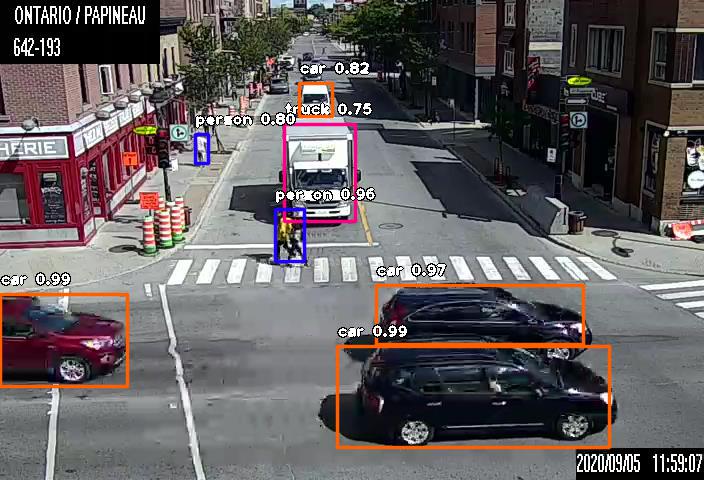 ONTARIO / PAPINEAU
642-193
car 0.82
truck 0.75
person 0.80
HERIE
person 0.96
car 0.99
car 0.97
car 0.99
2020/09/05 11:59:07